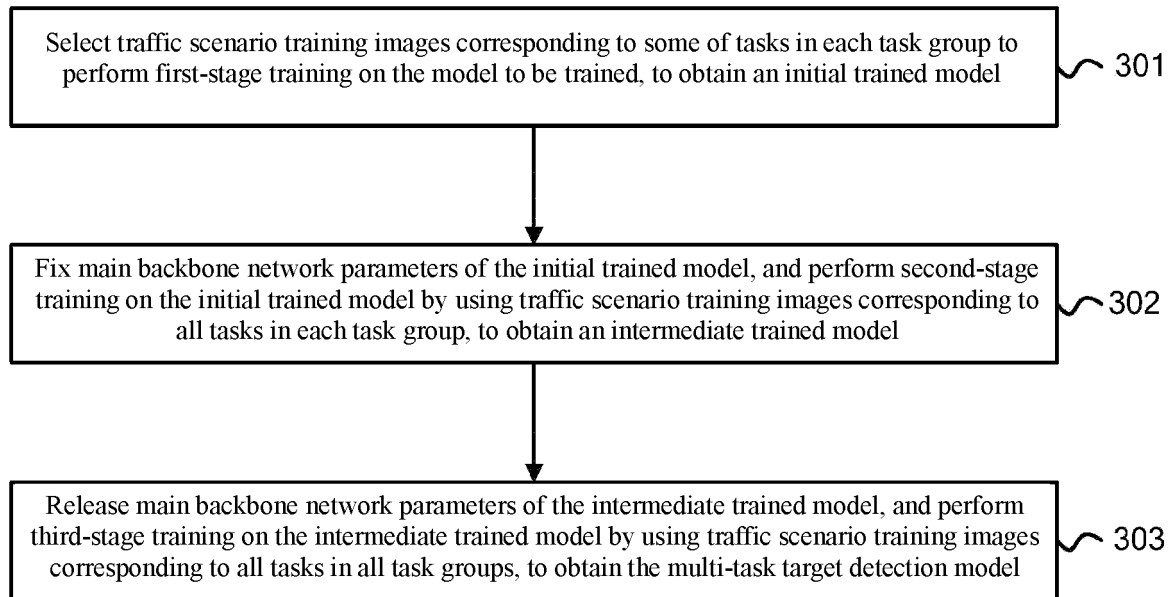 Select traffic scenario training images corresponding to some of tasks in each task group to
perform first-stage training on the model to be trained, to obtain an initial trained model
301
Fix main backbone network parameters of the initial trained model, and perform second-stage
training on the initial trained model by using traffic scenario training images corresponding to
all tasks in each task group, to obtain an intermediate trained model
302
Release main backbone network parameters of the intermediate trained model, and perform
third-stage training on the intermediate trained model by using traffic scenario training images
corresponding to all tasks in all task groups, to obtain the multi-task target detection model
303